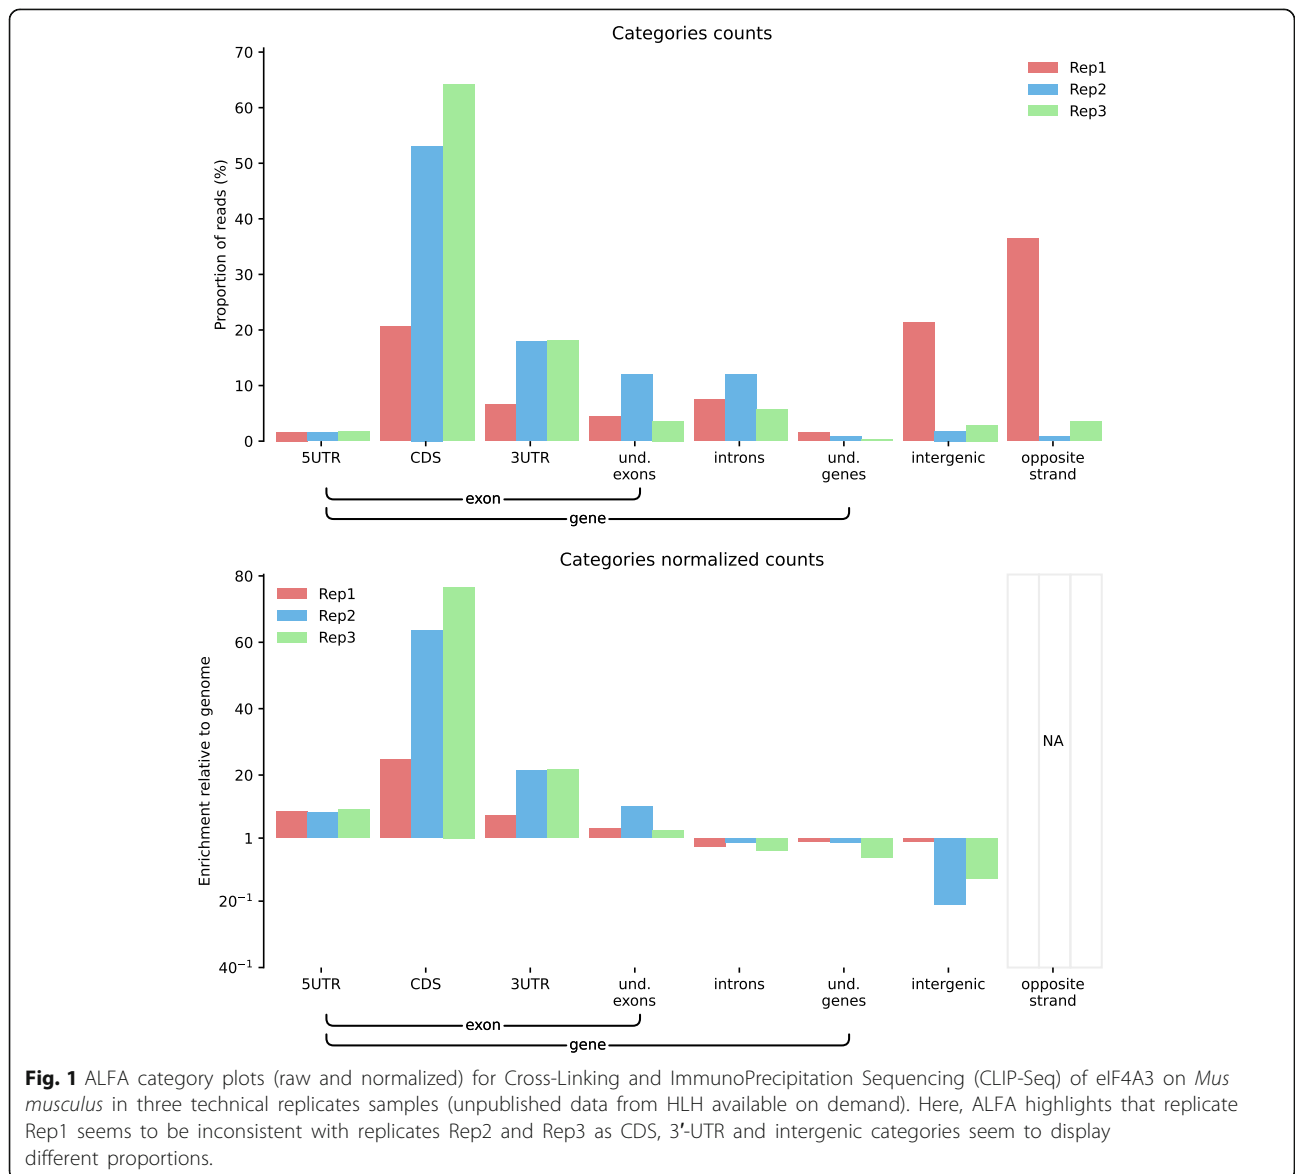 Categories counts
70
60
50
40
30
20
10
0
Proportion of reads (%)
Rep1
Rep2
Rep3
5UTR CDS 3UTR und. exons introns und. genes intergenic opposite strand
exon
gene
Categories normalized counts
80
60
40
20
1
20⁻¹
40⁻¹
Enrichment relative to genome
Rep1
Rep2
Rep3
NA
5UTR CDS 3UTR und. exons introns und. genes intergenic opposite strand
exon
gene
Fig. 1 ALFA category plots (raw and normalized) for Cross-Linking and ImmunoPrecipitation Sequencing (CLIP-Seq) of eIF4A3 on Mus
musculus in three technical replicates samples (unpublished data from HLH available on demand). Here, ALFA highlights that replicate
Rep1 seems to be inconsistent with replicates Rep2 and Rep3 as CDS, 3′-UTR and intergenic categories seem to display
different proportions.